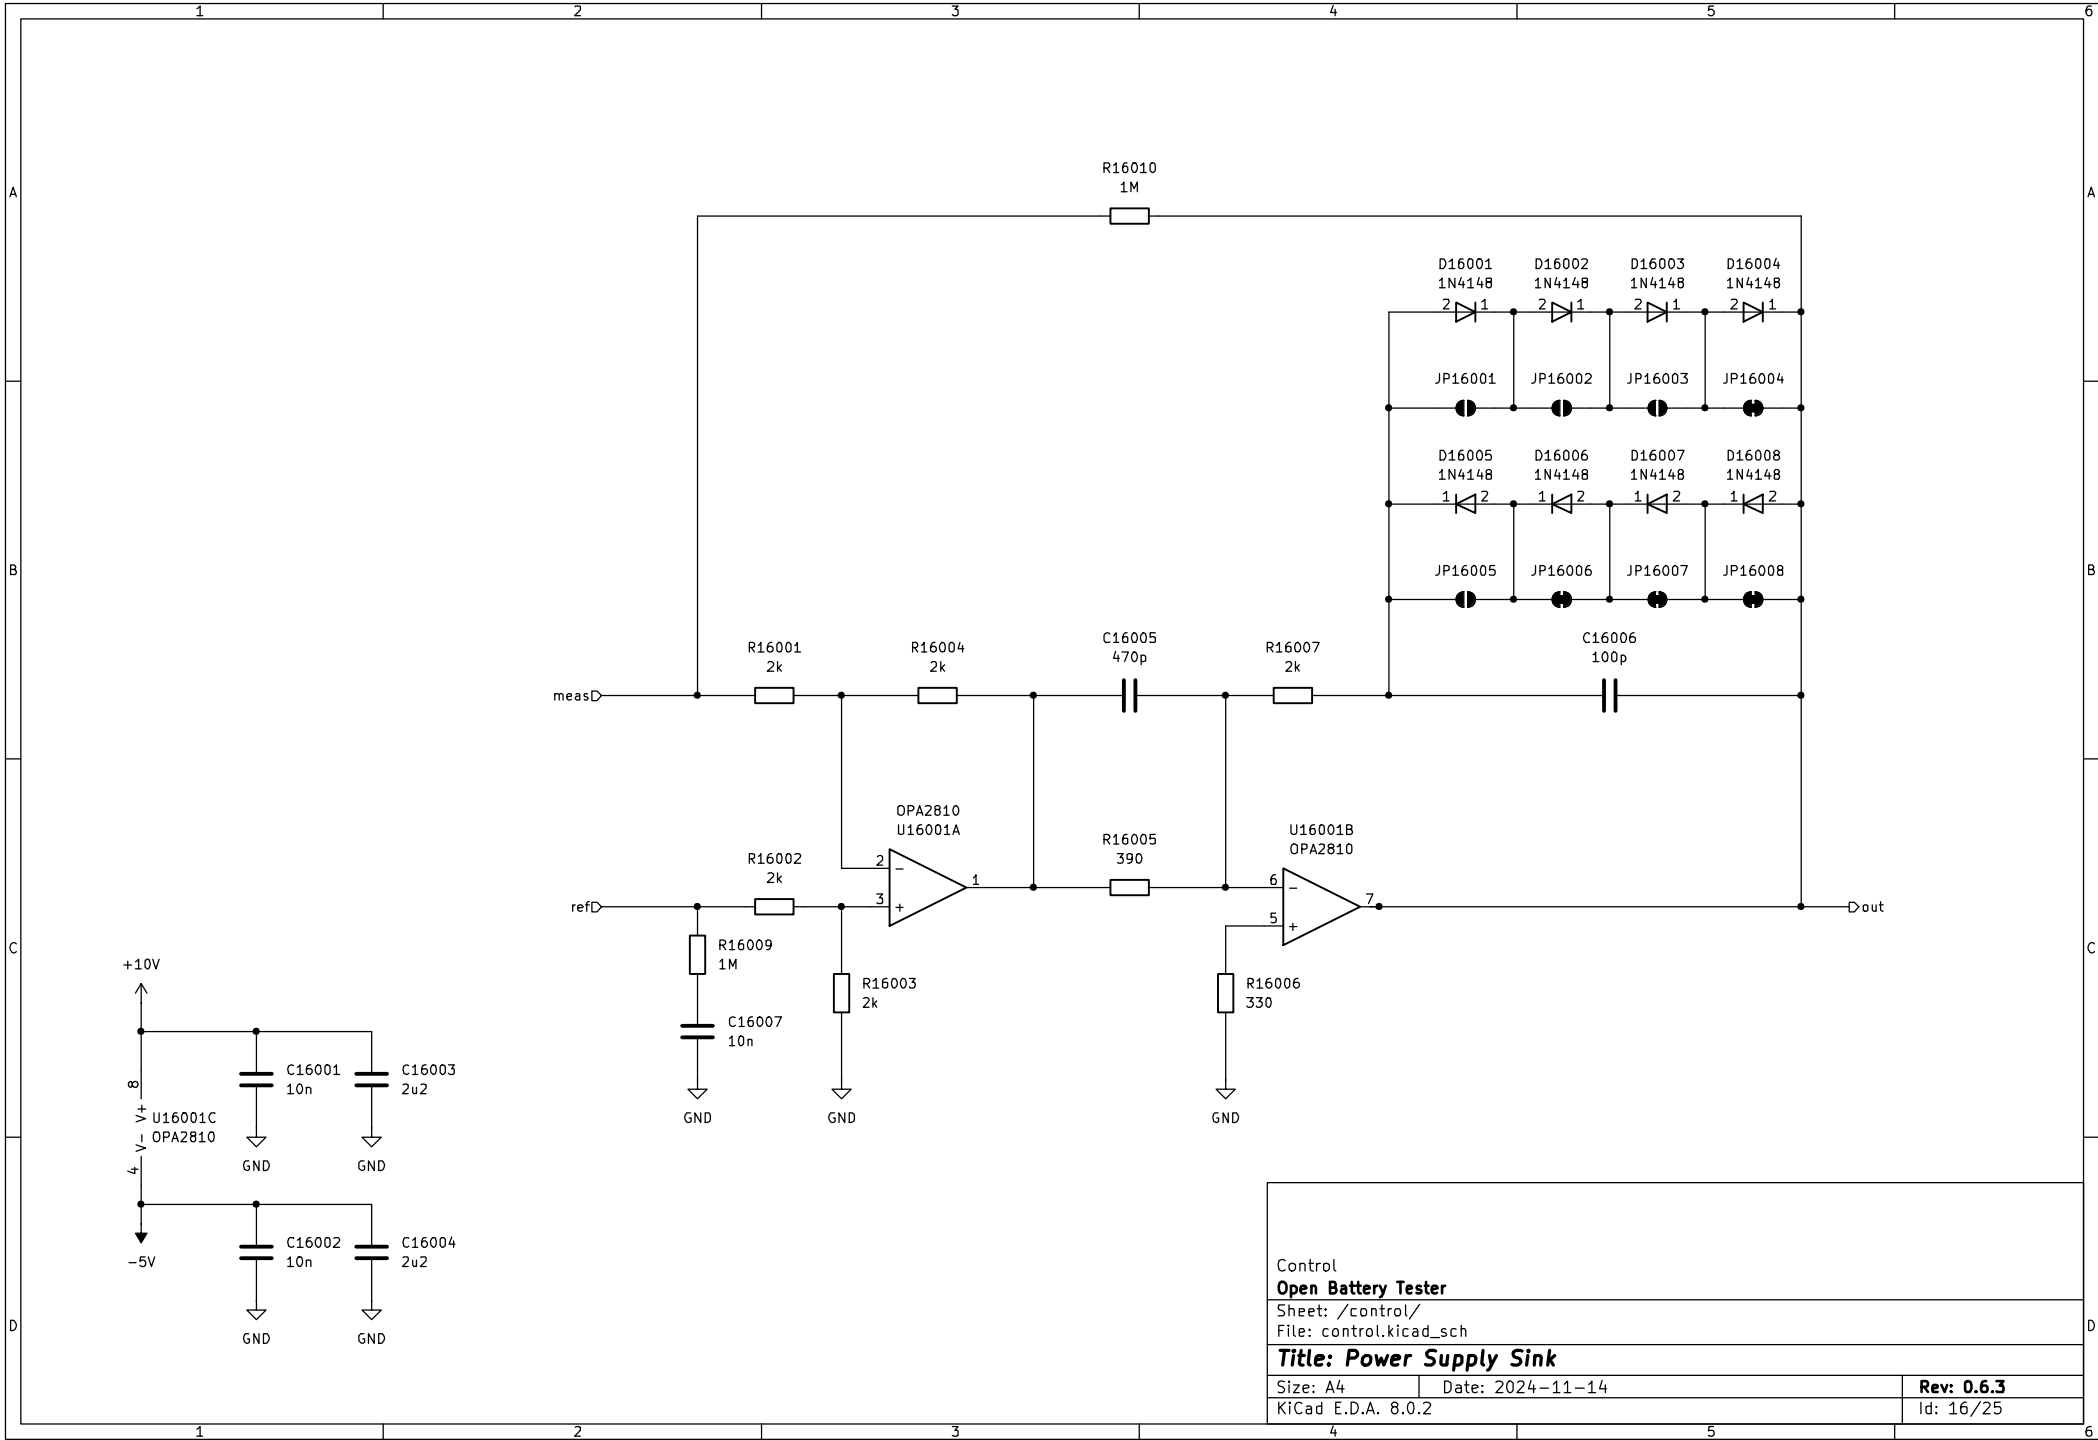 1 2 3 4 5 6
A A
R16010
1M
D16001 D16002 D16003 D16004
1N4148 1N4148 1N4148 1N4148
2 1 2 1 2 1 2 1
JP16001 JP16002 JP16003 JP16004
D16005 D16006 D16007 D16008
1N4148 1N4148 1N4148 1N4148
1 2 1 2 1 2 1 2
B B
JP16005 JP16006 JP16007 JP16008
R16001 R16004 C16005 R16007 C16006
2k 2k 470p 2k 100p
meas
OPA2810
U16001A
U16001B
OPA2810
R16002
2k
R16005
390
2
-
3
+
1
6
-
5
+
7
ref
out
C C
R16009
1M
R16003
2k
R16006
330
C16007
10n
GND GND GND
+10V
8
V+
U16001C
V-
OPA2810
4
C16001
10n
C16003
2u2
GND GND
-5V
C16002
10n
C16004
2u2
GND GND
D D
Control
Open Battery Tester
Sheet: /control/
File: control.kicad_sch
Title: Power Supply Sink
Size: A4 Date: 2024-11-14 Rev: 0.6.3
KiCad E.D.A. 8.0.2 Id: 16/25
1 2 3 4 5 6